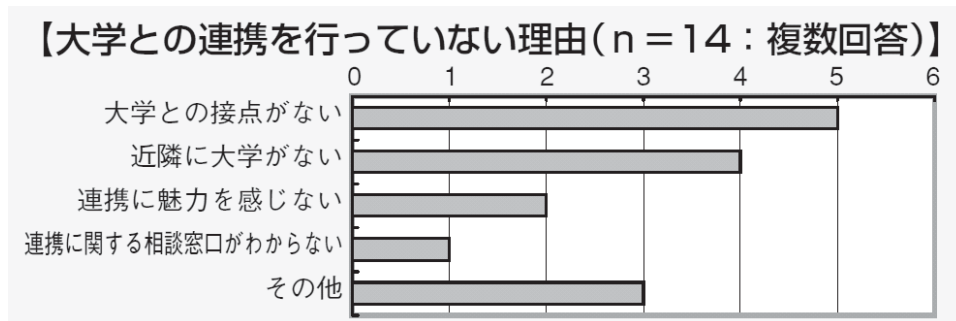 【大学との連携を行っていない理由(n=14:複数回答)】
0 1 2 3 4 5 6
大学との接点がない
近隣に大学がない
連携に魅力を感じない
連携に関する相談窓口がわからない
その他